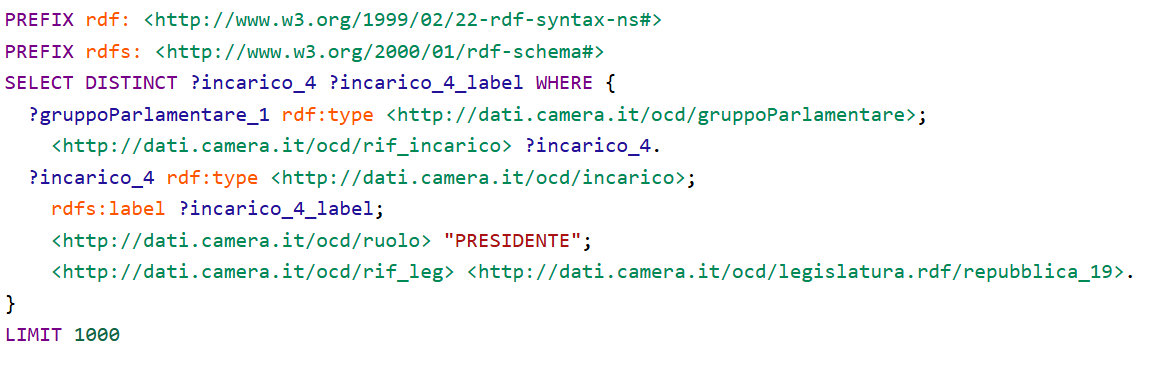 PREFIX rdf: <http://www.w3.org/1999/02/22-rdf-syntax-ns#>
PREFIX rdfs: <http://www.w3.org/2000/01/rdf-schema#>
SELECT DISTINCT ?incarico_4 ?incarico_4_label WHERE {
  ?gruppoParlamentare_1 rdf:type <http://dati.camera.it/ocd/gruppoParlamentare>;
    <http://dati.camera.it/ocd/rif_incarico> ?incarico_4.
  ?incarico_4 rdf:type <http://dati.camera.it/ocd/incarico>;
    rdfs:label ?incarico_4_label;
    <http://dati.camera.it/ocd/ruolo> "PRESIDENTE";
    <http://dati.camera.it/ocd/rif_leg> <http://dati.camera.it/ocd/legislatura.rdf/repubblica_19>.
}
LIMIT 1000